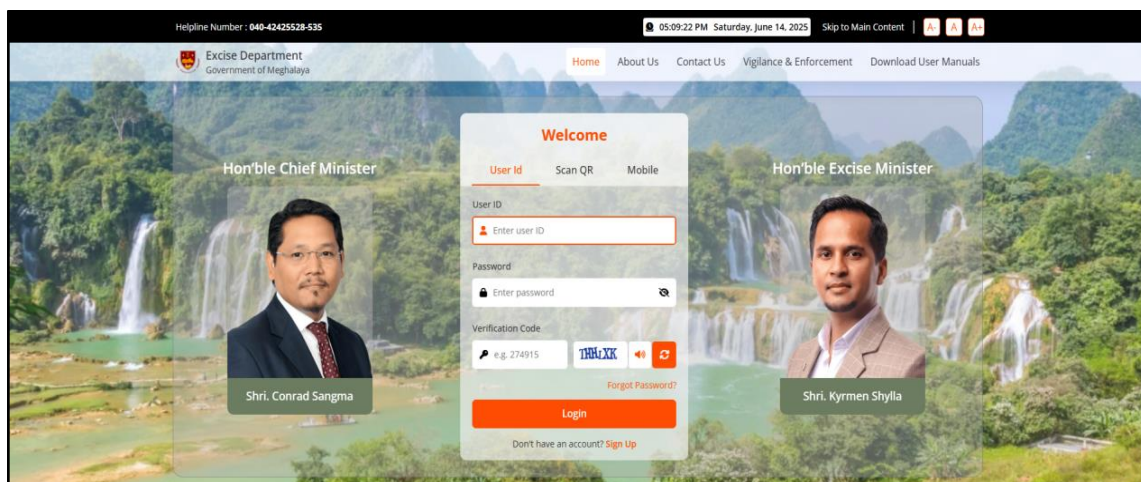 Helpline Number : 040-42425528-535
05:09:22 PM Saturday, June 14, 2025
Skip to Main Content | A- A A+
Excise Department
Government of Meghalaya
Home About Us Contact Us Vigilance & Enforcement Download User Manuals
Welcome
User Id Scan QR Mobile
User ID
Enter user ID
Password
Enter password
Verification Code
e.g. 274915
Forgot Password?
Login
Don't have an account? Sign Up
Hon'ble Chief Minister
Shri. Conrad Sangma
Hon'ble Excise Minister
Shri. Kyrmen Shylla